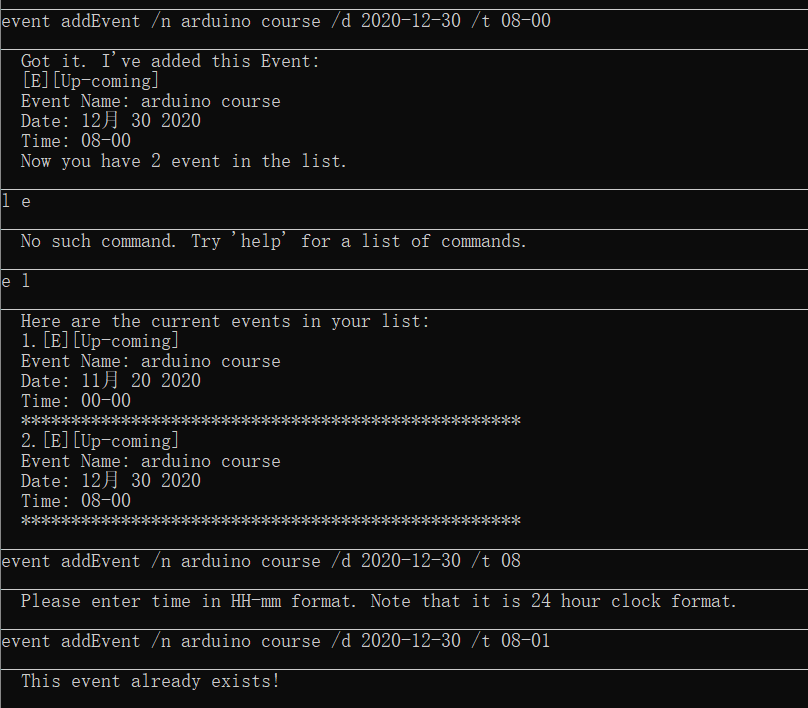 event addEvent /n arduino course /d 2020-12-30 /t 08-00
Got it. I've added this Event:
[E][Up-coming]
Event Name: arduino course
Date: 12月 30 2020
Time: 08-00
Now you have 2 event in the list.
l e
No such command. Try 'help' for a list of commands.
e l
Here are the current events in your list:
1.[E][Up-coming]
Event Name: arduino course
Date: 11月 20 2020
Time: 00-00
**************************************************
2.[E][Up-coming]
Event Name: arduino course
Date: 12月 30 2020
Time: 08-00
**************************************************
event addEvent /n arduino course /d 2020-12-30 /t 08
Please enter time in HH-mm format. Note that it is 24 hour clock format.
event addEvent /n arduino course /d 2020-12-30 /t 08-01
This event already exists!